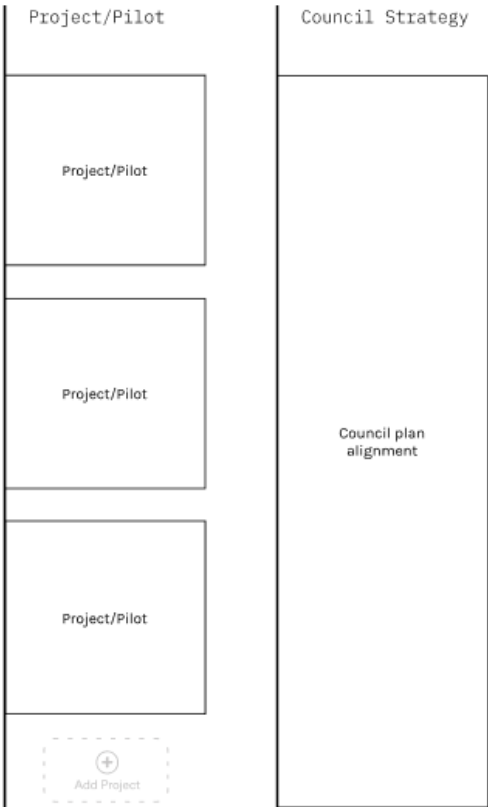 Project/Pilot
Project/Pilot
Project/Pilot
Project/Pilot
Add Project
Council Strategy
Council plan
alignment